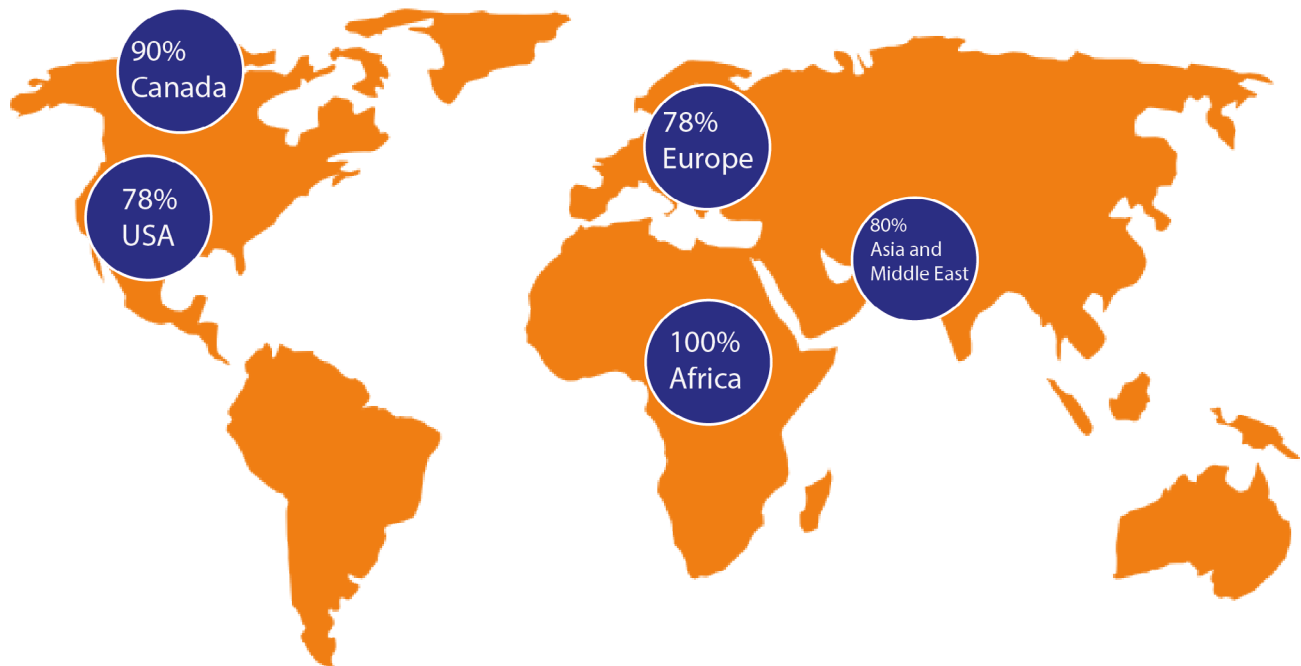 90%
Canada
78%
USA
78%
Europe
80%
Asia and
Middle East
100%
Africa